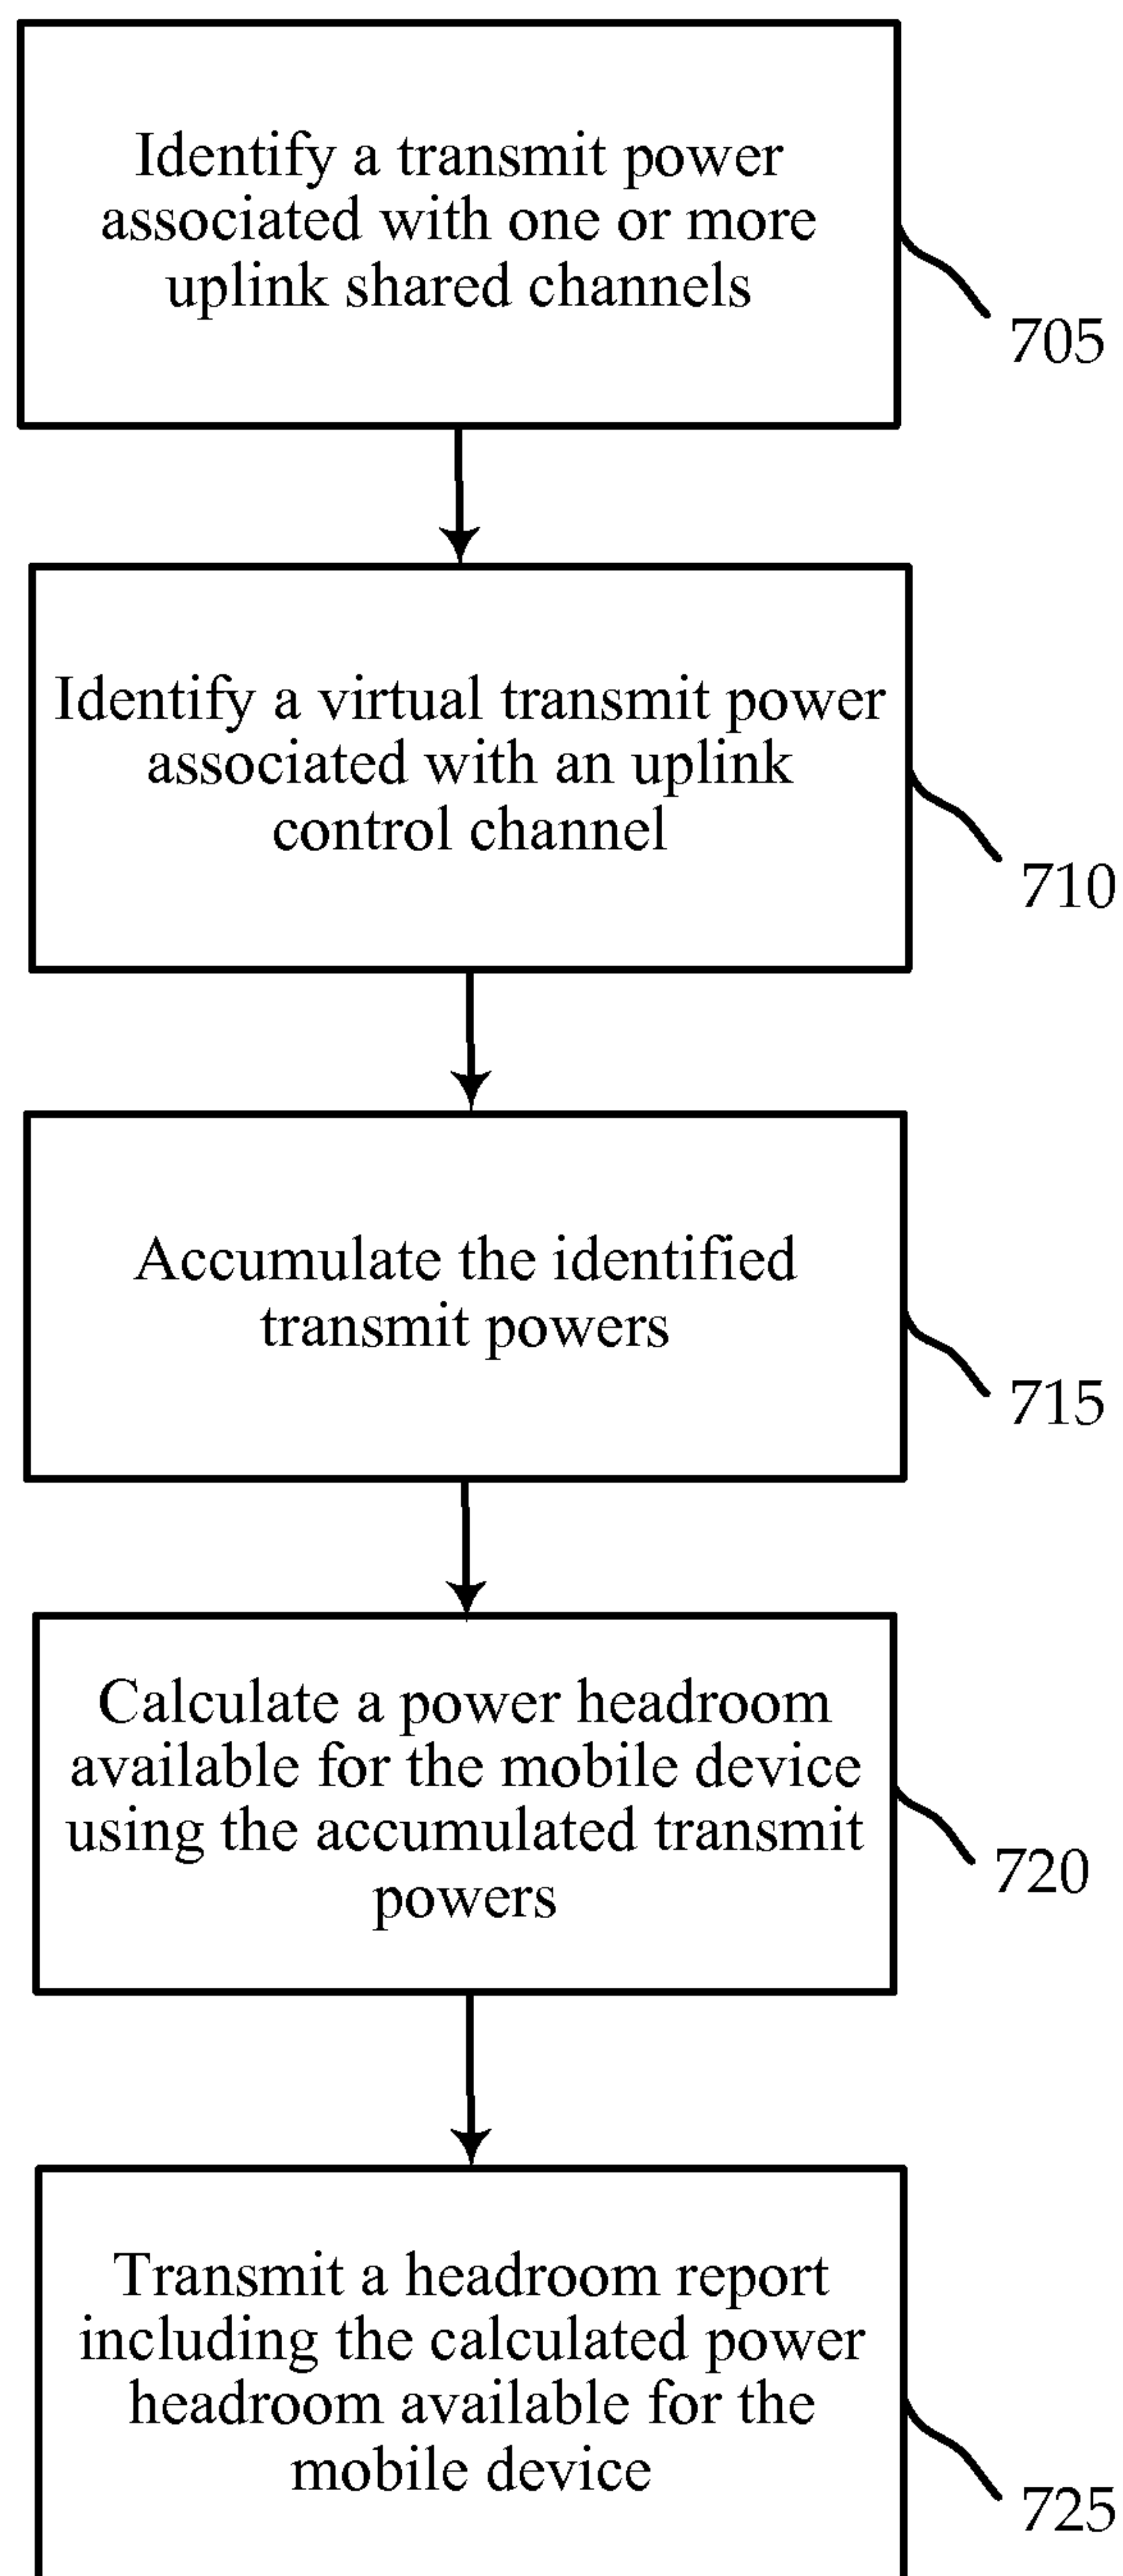 Identify a transmit power
associated with one or more
uplink shared channels
705
Identify a virtual transmit power
associated with an uplink
control channel
710
Accumulate the identified
transmit powers
715
Calculate a power headroom
available for the mobile device
using the accumulated transmit
powers
720
Transmit a headroom report
including the calculated power
headroom available for the
mobile device
725